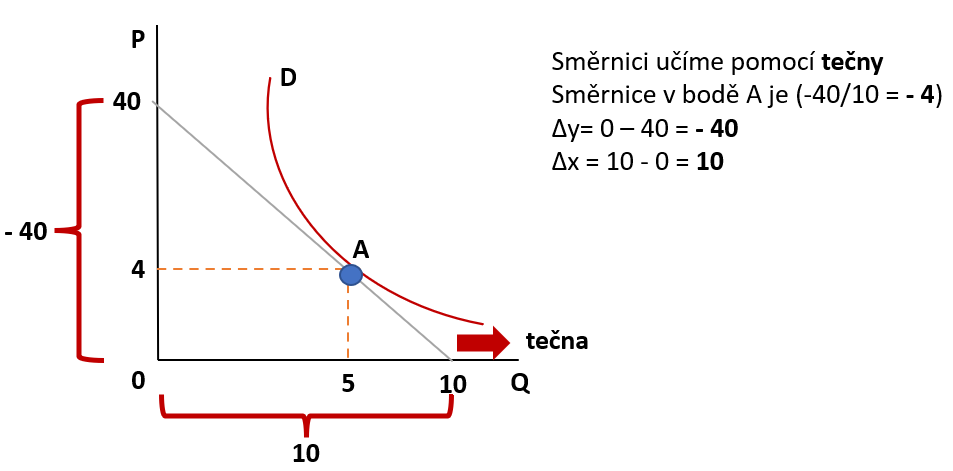 P
D
40
- 40
A
4
tečna
0
5
10
Q
10
Směrnici učíme pomocí tečny
Směrnice v bodě A je (-40/10 = - 4)
Δy= 0 – 40 = - 40
Δx = 10 - 0 = 10